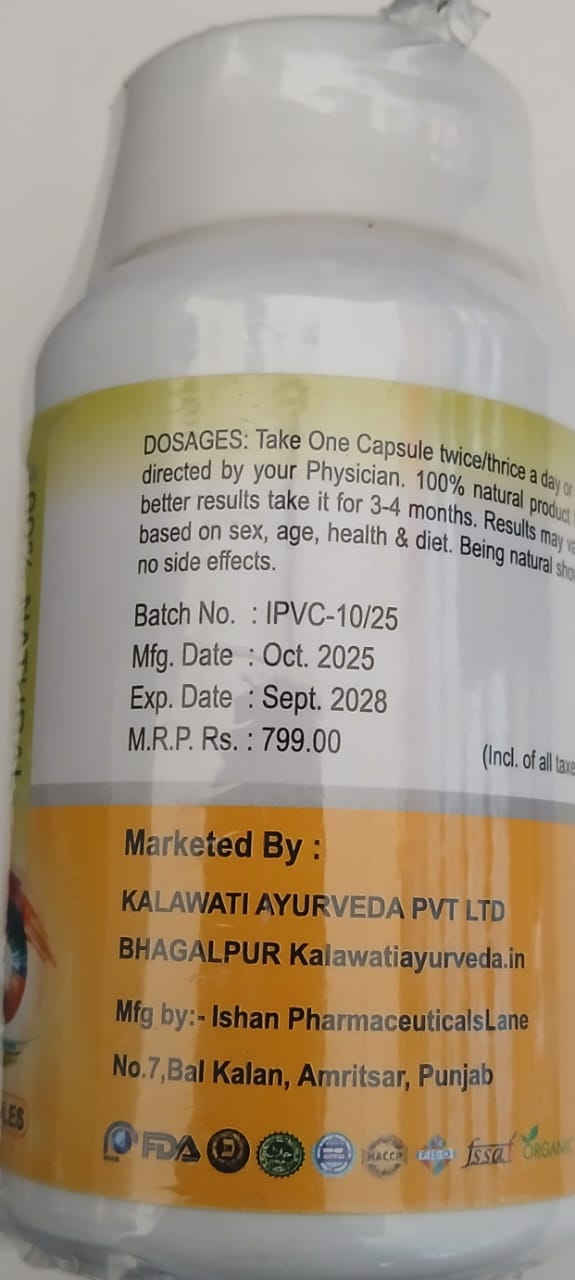 DOSAGES: Take One Capsule twice/thrice a day or
directed by your Physician. 100% natural product
better results take it for 3-4 months. Results may
based on sex, age, health & diet. Being natural
no side effects.
Batch No. : IPVC-10/25
Mfg. Date : Oct. 2025
Exp. Date : Sept. 2028
M.R.P. Rs. : 799.00
(Incl. of all
Marketed By :
KALAWATI AYURVEDA PVT LTD
BHAGALPUR Kalawatiayurveda.in
Mfg by:- Ishan PharmaceuticalsLane
No.7,Bal Kalan, Amritsar, Punjab
FDA HACCP fssai ORGANIC